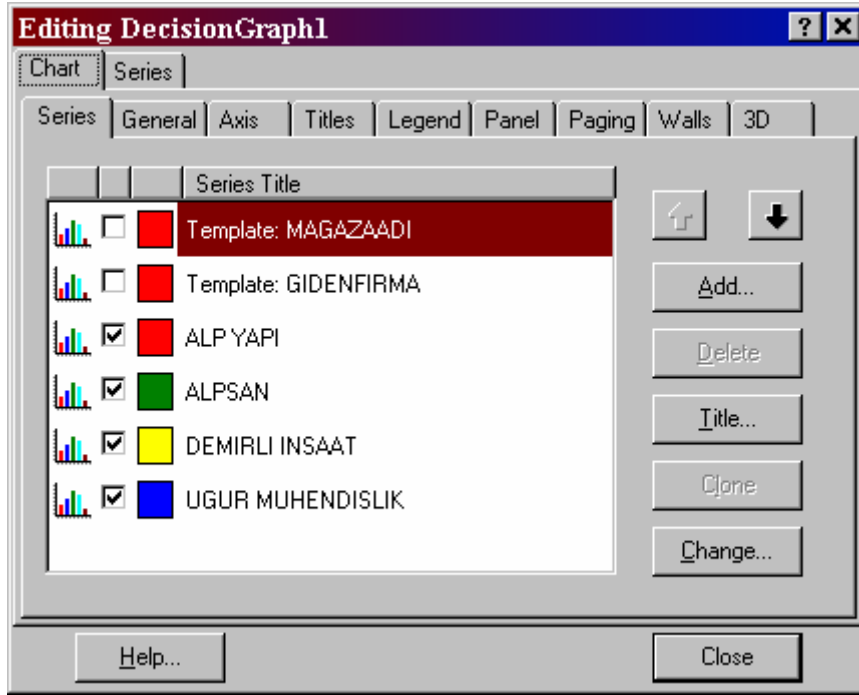 Editing DecisionGraph1
Chart Series
Series General Axis Titles Legend Panel Paging Walls 3D
Series Title
Template: MAGAZAADI
Template: GIDENFIRMA
ALP YAPI
ALPSAN
DEMIRLI INSAAT
UGUR MUHENDISLIK
Add...
Delete
Title...
Clone
Change...
Help...
Close